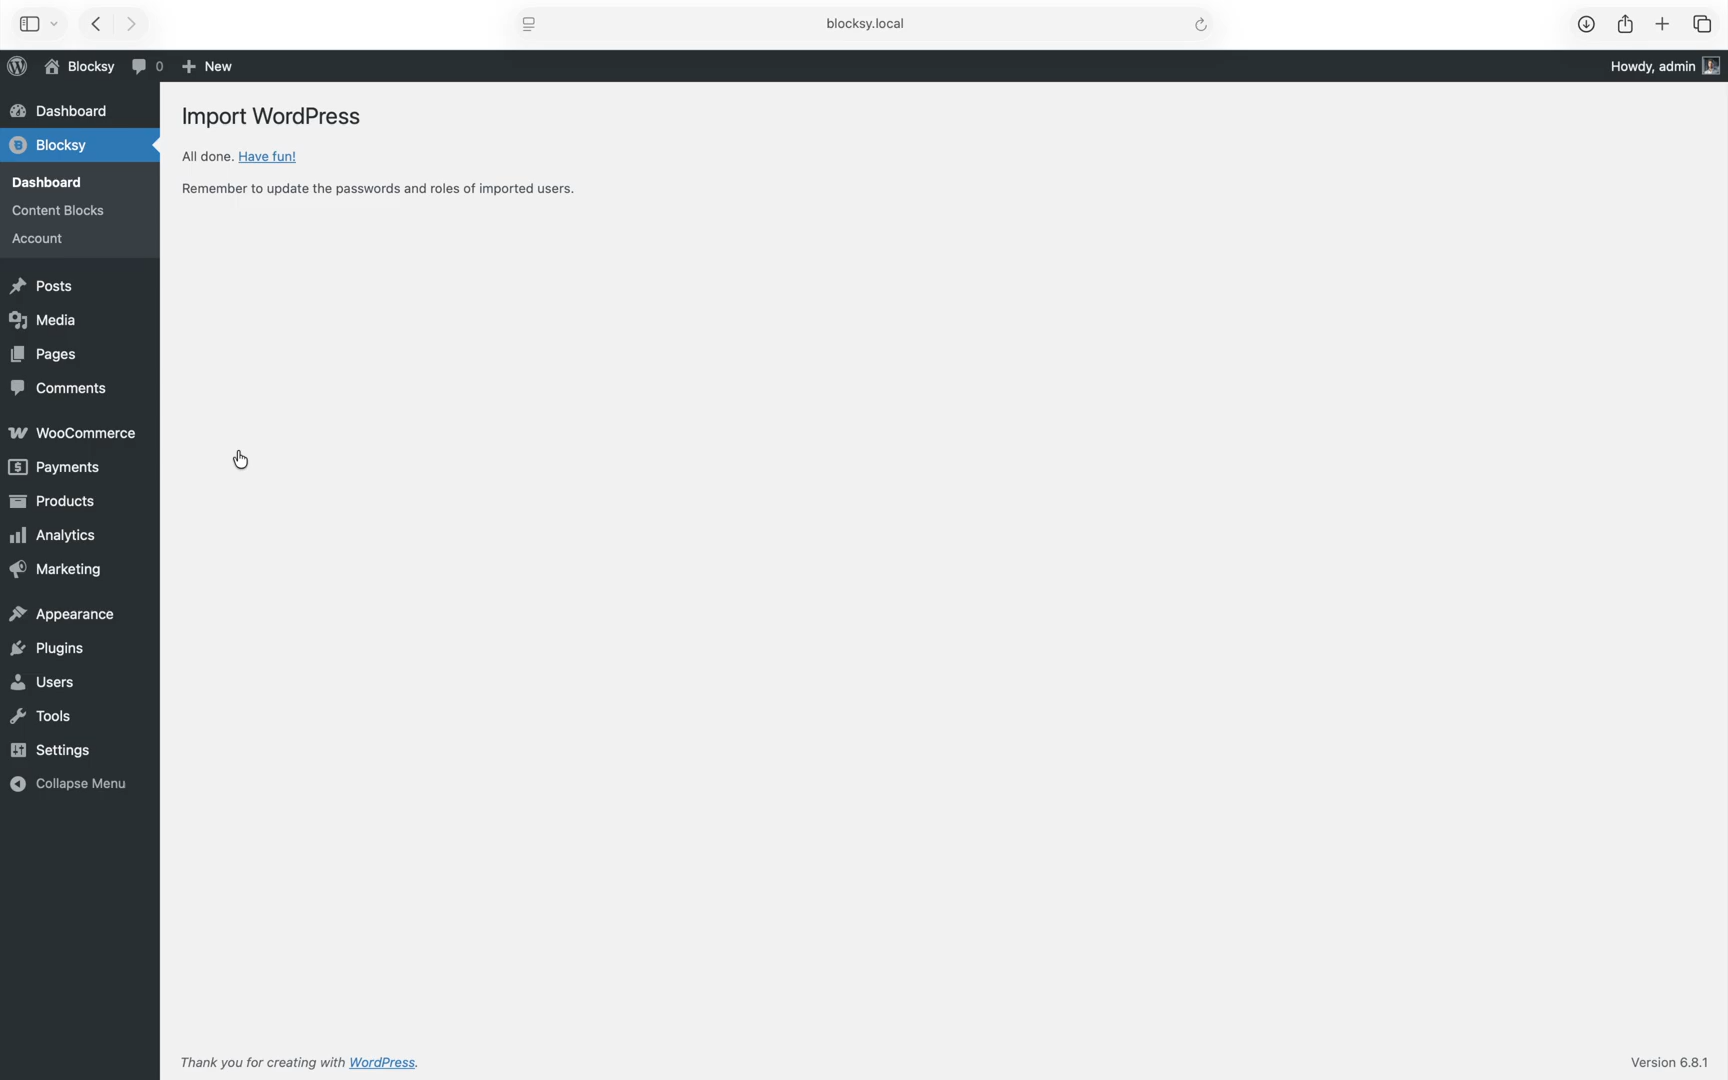 blocksy.local
Blocksy 0 New Howdy, admin
Dashboard
Blocksy
Dashboard
Content Blocks
Account
Posts
Media
Pages
Comments
WooCommerce
Payments
Products
Analytics
Marketing
Appearance
Plugins
Users
Tools
Settings
Collapse Menu
Import WordPress
All done. Have fun!
Remember to update the passwords and roles of imported users.
Thank you for creating with WordPress. Version 6.8.1